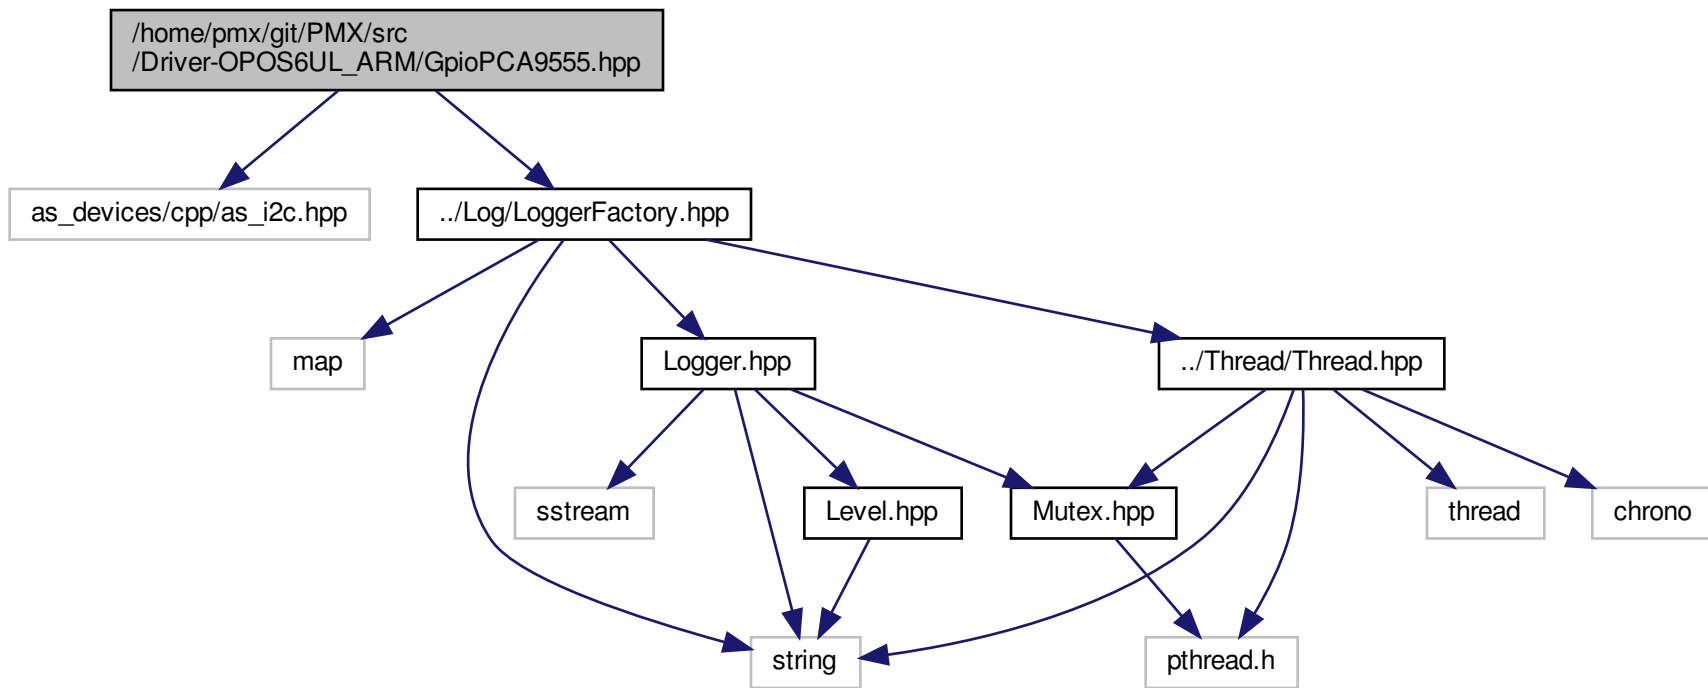 /home/pmx/git/PMX/src
/Driver-OPOS6UL_ARM/GpioPCA9555.hpp
as_devices/cpp/as_i2c.hpp
../Log/LoggerFactory.hpp
map
Logger.hpp
../Thread/Thread.hpp
sstream
Level.hpp
Mutex.hpp
thread
chrono
string
pthread.h